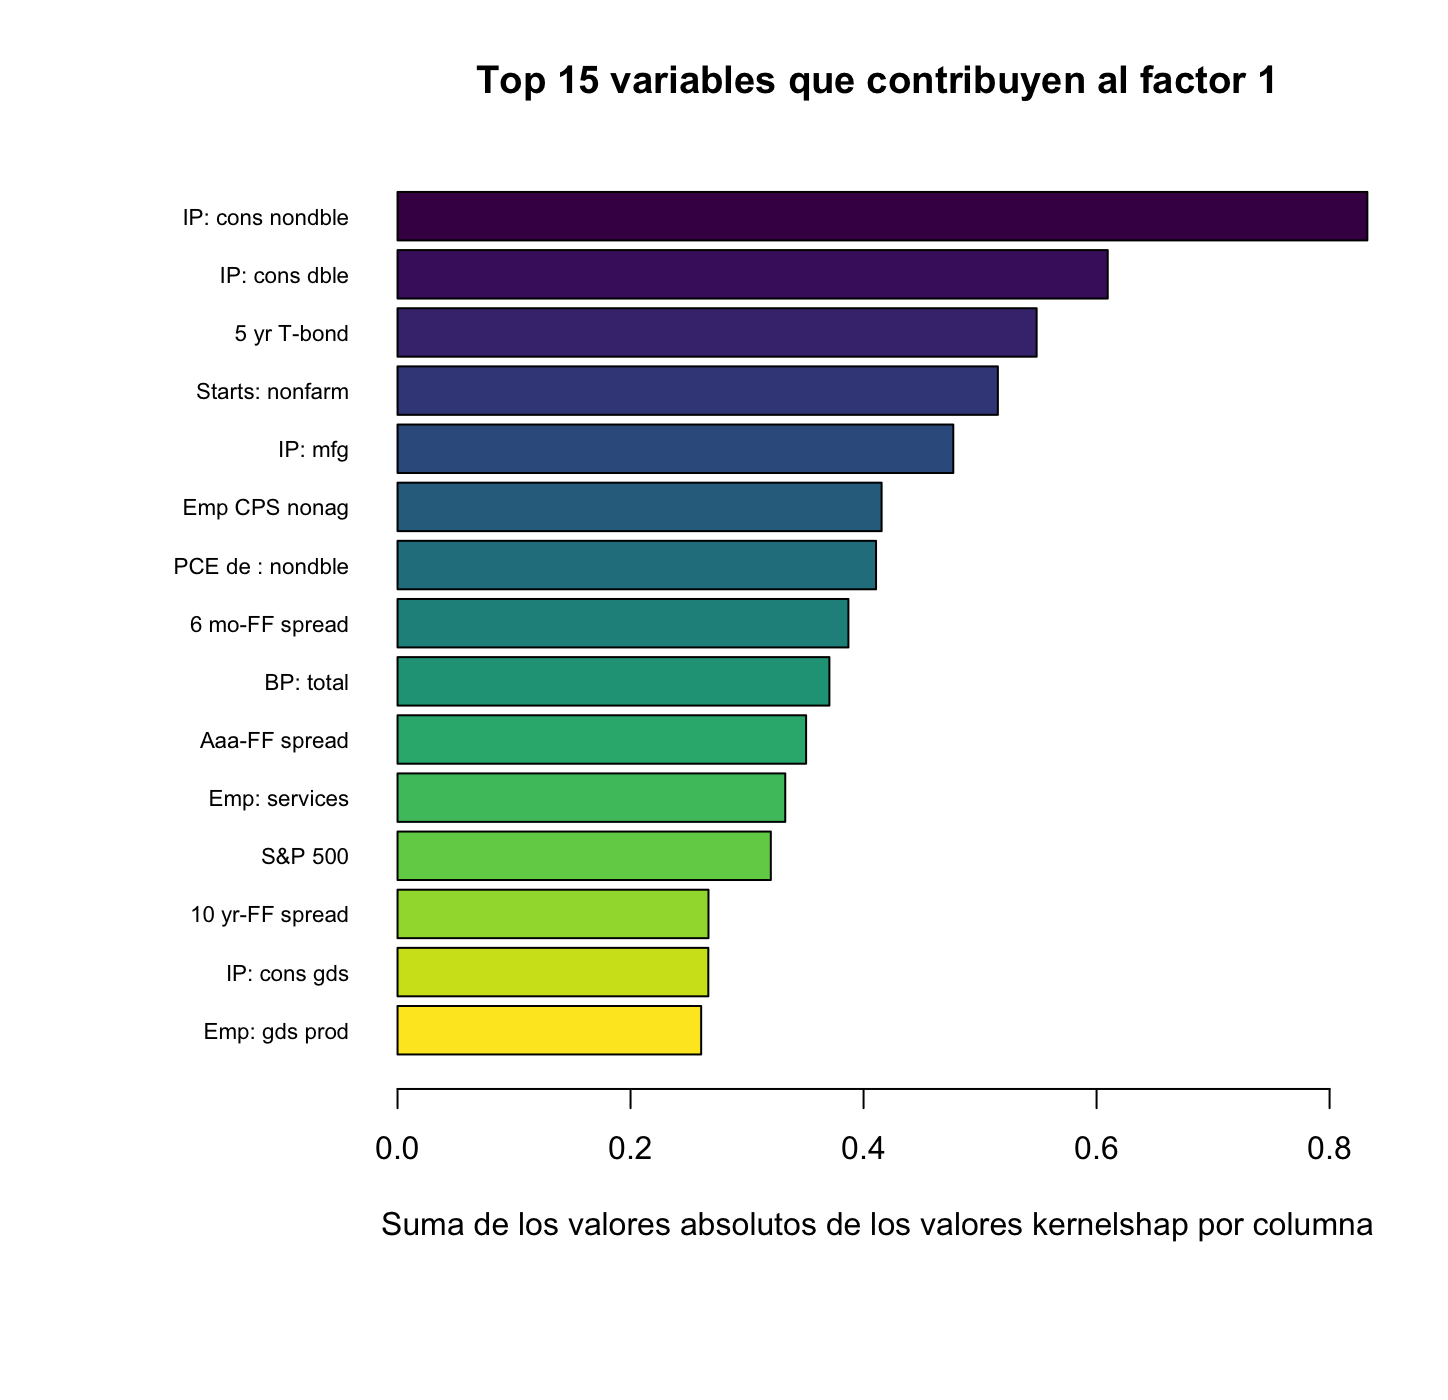 Top 15 variables que contribuyen al factor 1
IP: cons nondble
IP: cons dble
5 yr T-bond
Starts: nonfarm
IP: mfg
Emp CPS nonag
PCE de : nondble
6 mo-FF spread
BP: total
Aaa-FF spread
Emp: services
S&P 500
10 yr-FF spread
IP: cons gds
Emp: gds prod
0.0 0.2 0.4 0.6 0.8
Suma de los valores absolutos de los valores kernelshap por columna